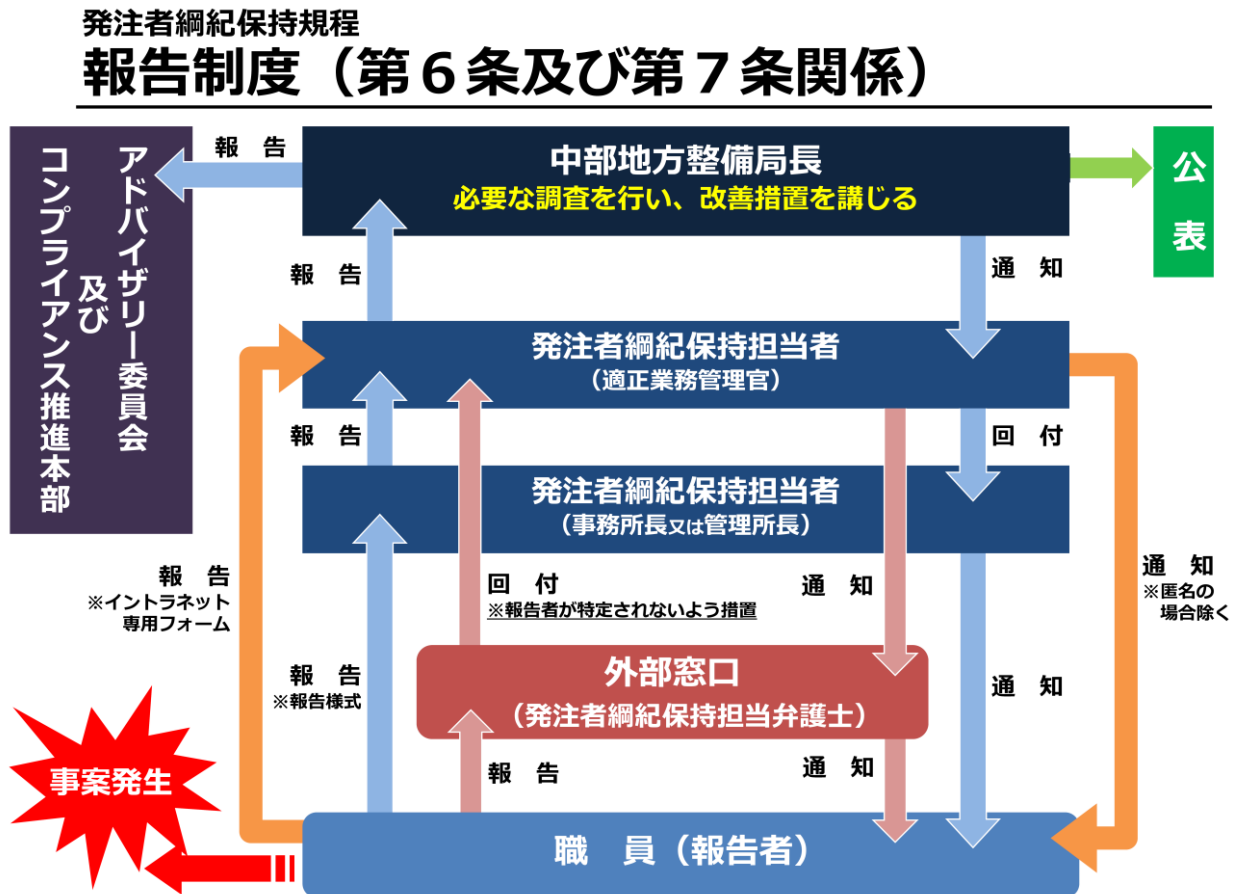 発注者綱紀保持規程
報告制度（第６条及び第７条関係）
アドバイザリー委員会
及び
コンプライアンス推進本部
報　告
中部地方整備局長
必要な調査を行い、改善措置を講じる
公　表
報　告
通　知
発注者綱紀保持担当者
（適正業務管理官）
報　告
回　付
発注者綱紀保持担当者
（事務所長又は管理所長）
報　告
※イントラネット
専用フォーム
回　付
※報告者が特定されないよう措置
通　知
通　知
※匿名の
場合除く
報　告
※報告様式
外部窓口
（発注者綱紀保持担当弁護士）
通　知
報　告
通　知
事案発生
職　員（報告者）